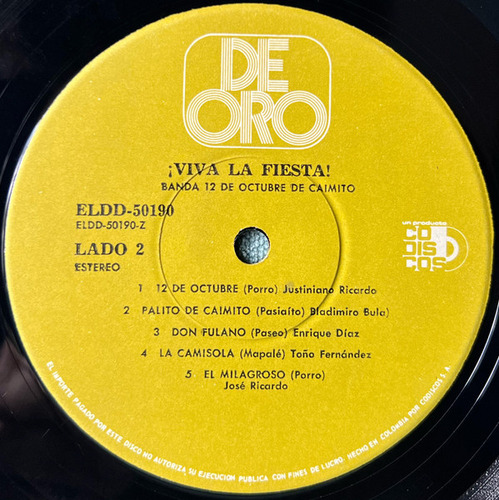 DE
ORO
¡VIVA LA FIESTA!
BANDA 12 DE OCTUBRE DE CAIMITO
ELDD-50190
ELDD-50190-Z
LADO 2
ESTEREO
un producto
CODISCOS
1 12 DE OCTUBRE (Porro) Justiniano Ricardo
2 PALITO DE CAIMITO (Pasiaíto) Bladimiro Bula
3 DON FULANO (Paseo) Enrique Díaz
4 LA CAMISOLA (Mapalé) Toño Fernández
5 EL MILAGROSO (Porro)
José Ricardo
EL IMPORTE PAGADO POR ESTE DISCO NO AUTORIZA SU EJECUCION PUBLICA CON FINES DE LUCRO. HECHO EN COLOMBIA POR CODISCOS S. A.